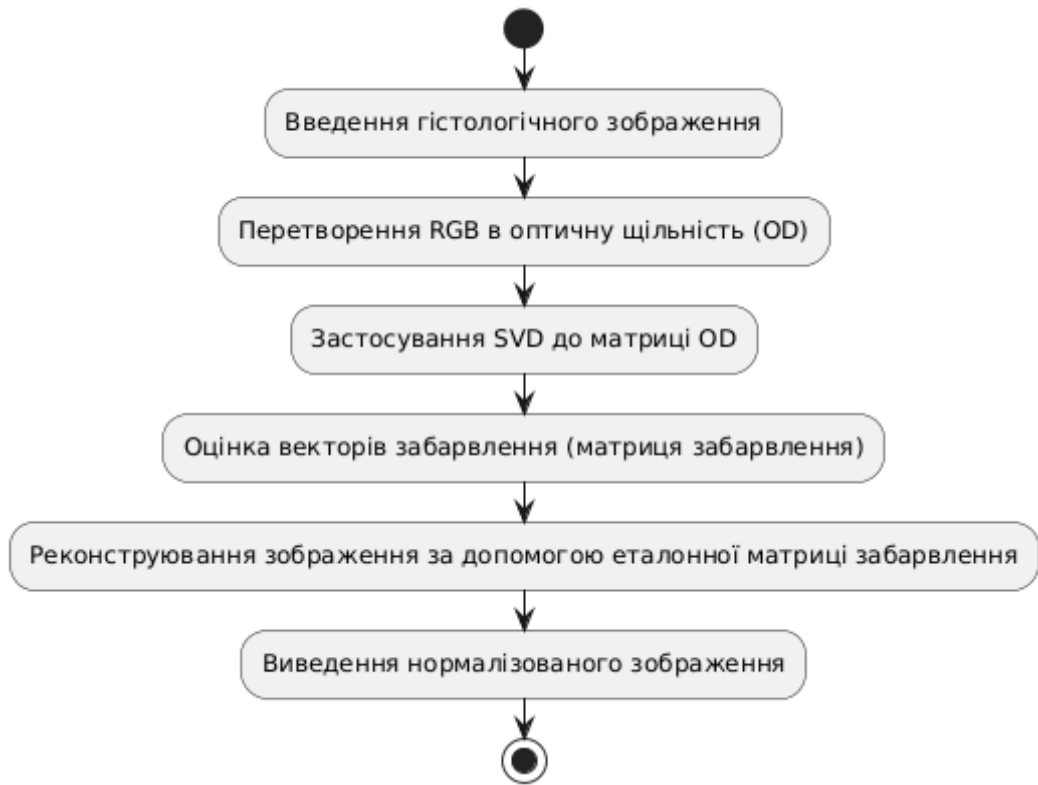 Введення гістологічного зображення
Перетворення RGB в оптичну щільність (OD)
Застосування SVD до матриці OD
Оцінка векторів забарвлення (матриця забарвлення)
Реконструювання зображення за допомогою еталонної матриці забарвлення
Виведення нормалізованого зображення